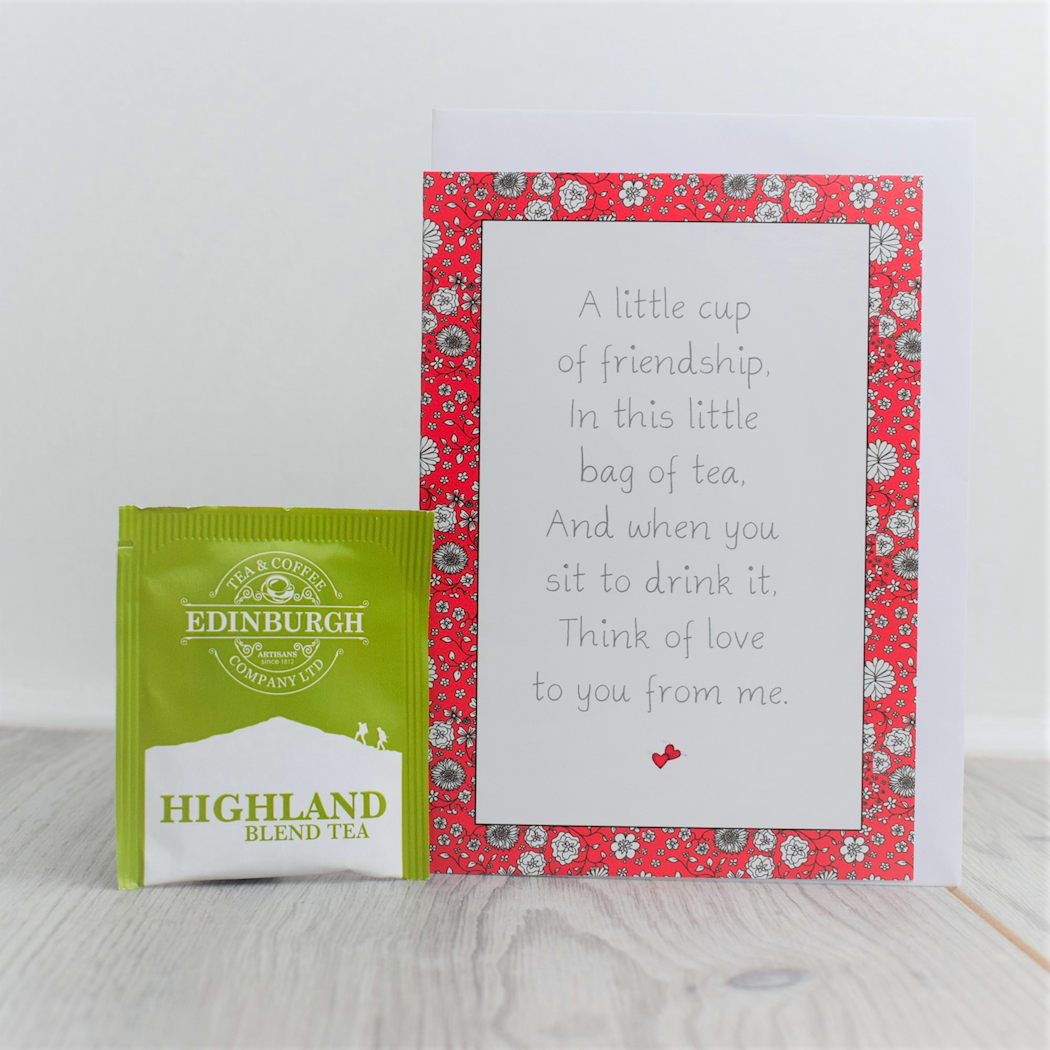 TEA & COFFEE
EDINBURGH
ARTISANS
since 1812
COMPANY LTD
HIGHLAND
BLEND TEA
A little cup
of friendship,
In this little
bag of tea,
And when you
sit to drink it,
Think of love
to you from me.